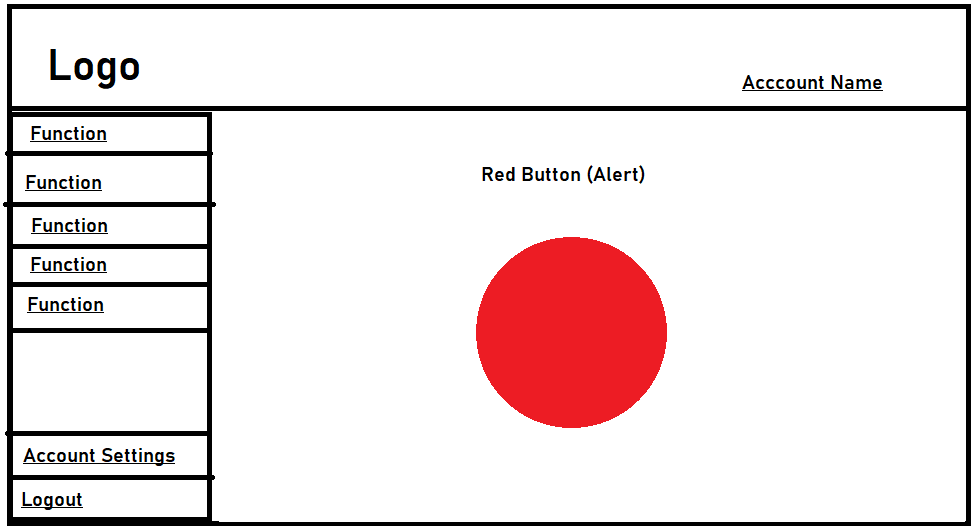 Logo
Acccount Name
Function
Red Button (Alert)
Function
Function
Function
Function
Account Settings
Logout